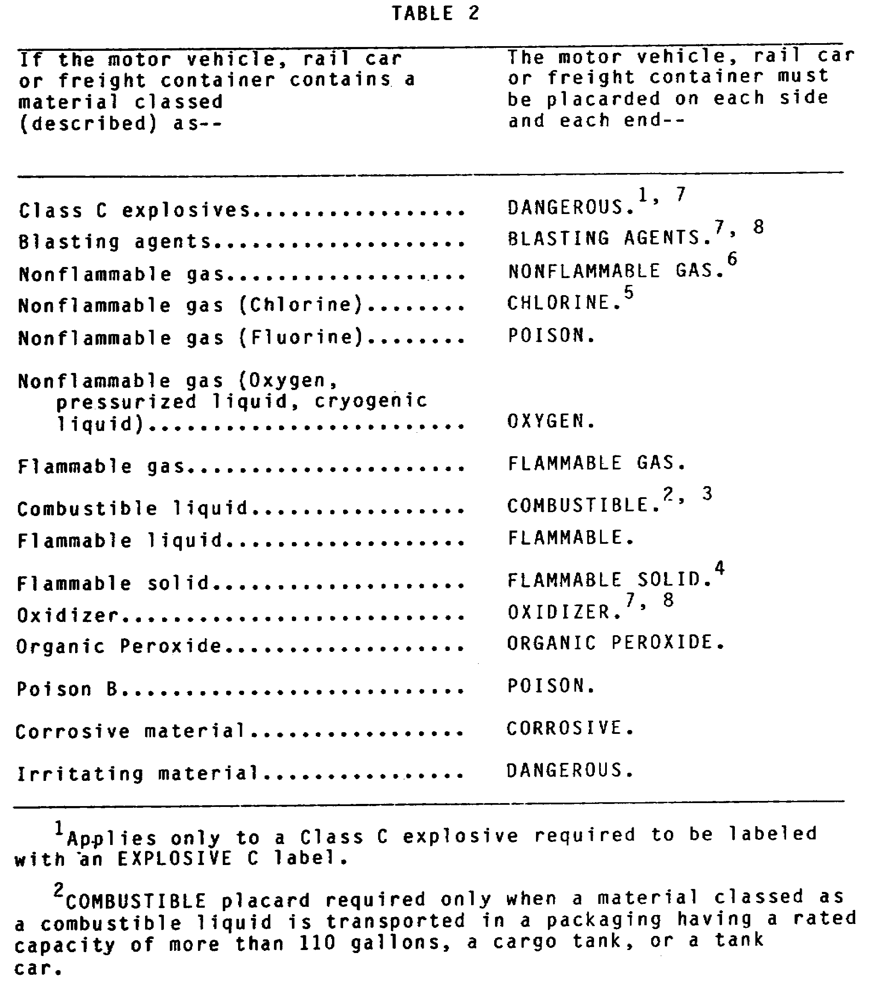 TABLE 2
If the motor vehicle, rail car
or freight container contains a
material classed
(described) as--
The motor vehicle, rail car
or freight container must
be placarded on each side
and each end--
Class C explosives................. DANGEROUS.1, 7
Blasting agents.................... BLASTING AGENTS.7, 8
Nonflammable gas................... NONFLAMMABLE GAS.6
Nonflammable gas (Chlorine)........ CHLORINE.5
Nonflammable gas (Fluorine)........ POISON.
Nonflammable gas (Oxygen,
pressurized liquid, cryogenic
liquid)......................... OXYGEN.
Flammable gas...................... FLAMMABLE GAS.
Combustible liquid................. COMBUSTIBLE.2, 3
Flammable liquid................... FLAMMABLE.
Flammable solid.................... FLAMMABLE SOLID.4
Oxidizer........................... OXIDIZER.7, 8
Organic Peroxide................... ORGANIC PEROXIDE.
Poison B........................... POISON.
Corrosive material................. CORROSIVE.
Irritating material................ DANGEROUS.
1Applies only to a Class C explosive required to be labeled
with an EXPLOSIVE C label.
2COMBUSTIBLE placard required only when a material classed as
a combustible liquid is transported in a packaging having a rated
capacity of more than 110 gallons, a cargo tank, or a tank
car.